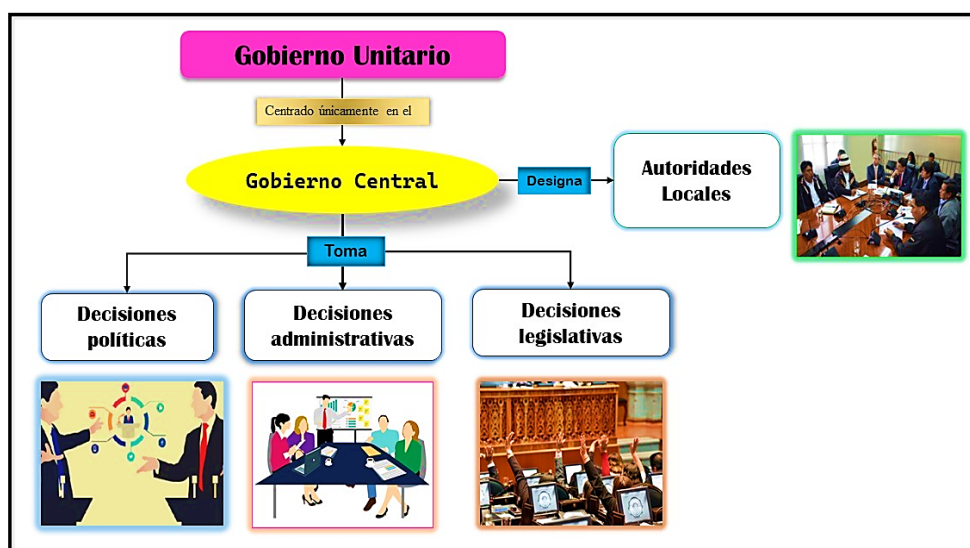 Gobierno Unitario
Centrado únicamente en el
Gobierno Central
Designa
Autoridades
Locales
Toma
Decisiones
políticas
Decisiones
administrativas
Decisiones
legislativas